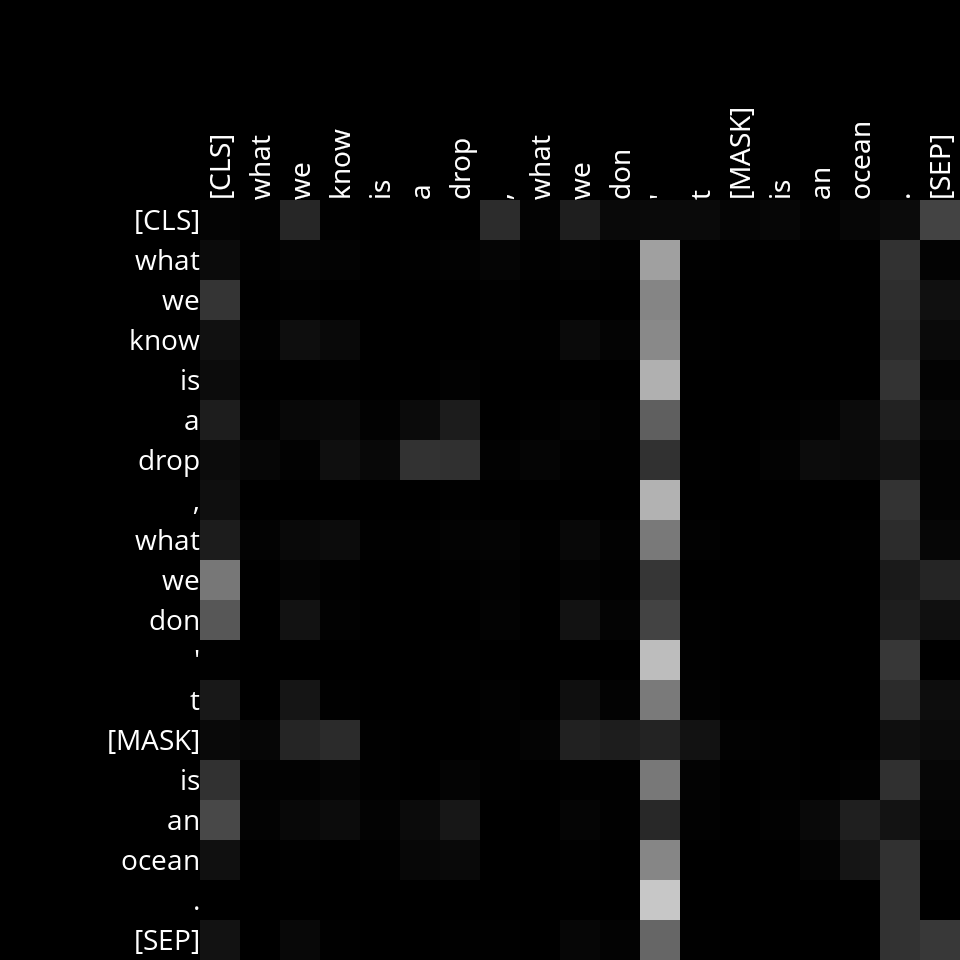 [CLS] what we know is a drop , what we don ' t [MASK] is an ocean . [SEP]
[CLS]
what
we
know
is
a
drop
,
what
we
don
'
t
[MASK]
is
an
ocean
.
[SEP]